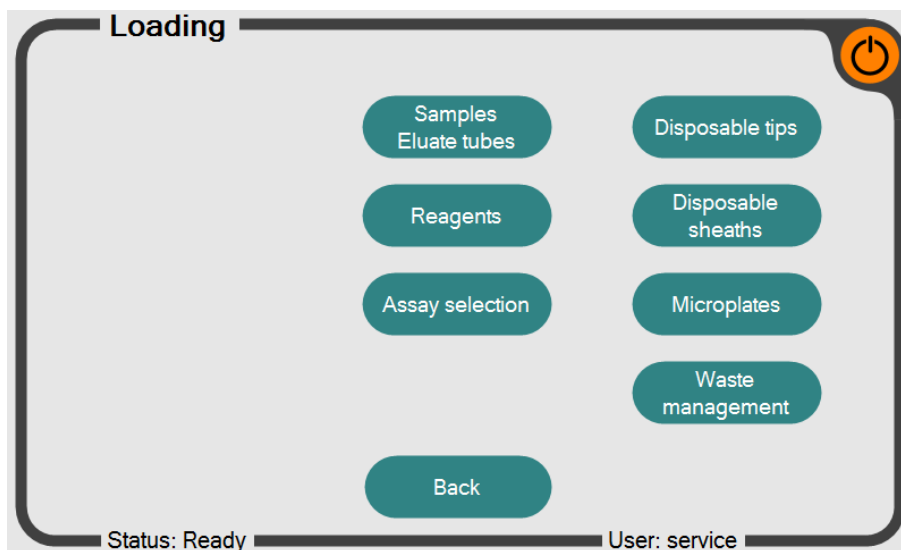 Loading
Samples
Eluate tubes
Disposable tips
Reagents
Disposable
sheaths
Assay selection
Microplates
Waste
management
Back
Status: Ready
User: service